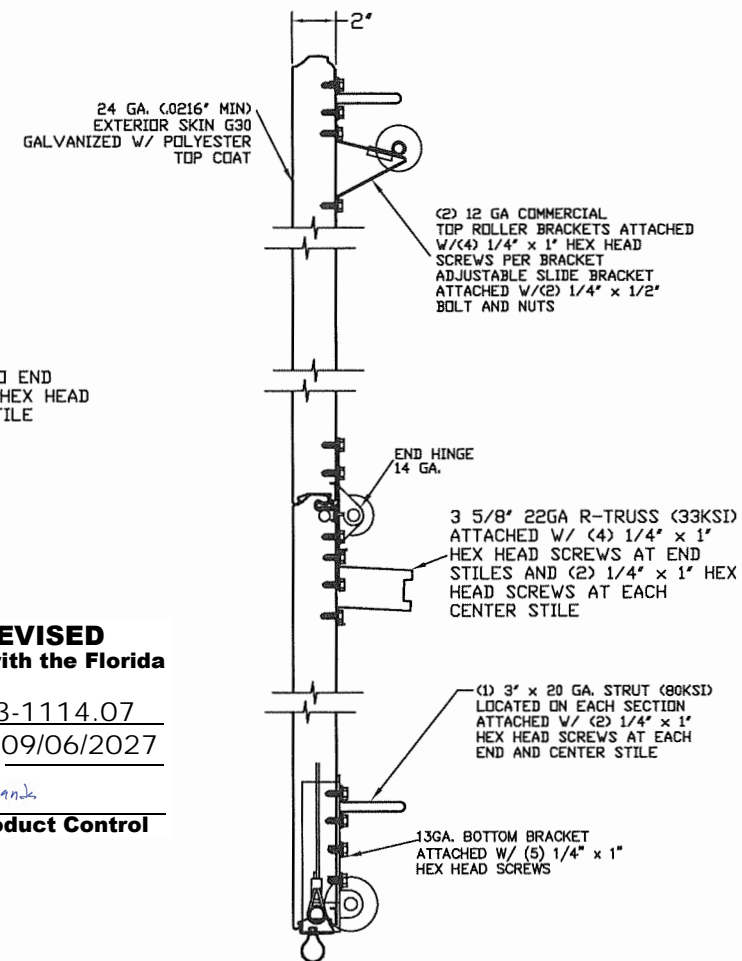 2"
24 GA. (.0216" MIN)
EXTERIOR SKIN G30
GALVANIZED W/ POLYESTER
TOP COAT
(2) 12 GA COMMERCIAL
TOP ROLLER BRACKETS ATTACHED
W/(4) 1/4" x 1" HEX HEAD
SCREWS PER BRACKET
ADJUSTABLE SLIDE BRACKET
ATTACHED W/(2) 1/4" x 1/2"
BOLT AND NUTS
END
HEX HEAD
END HINGE
14 GA.
3 5/8" 22GA R-TRUSS (33KSI)
ATTACHED W/ (4) 1/4" x 1"
HEX HEAD SCREWS AT END
STILES AND (2) 1/4" x 1" HEX
HEAD SCREWS AT EACH
CENTER STILE
EVISED
with the Florida
3-1114.07
09/06/2027
oduct Control
(1) 3" x 20 GA. STRUT (80KSI)
LOCATED ON EACH SECTION
ATTACHED W/ (2) 1/4" x 1"
HEX HEAD SCREWS AT EACH
END AND CENTER STILE
13GA. BOTTOM BRACKET
ATTACHED W/ (5) 1/4" x 1"
HEX HEAD SCREWS